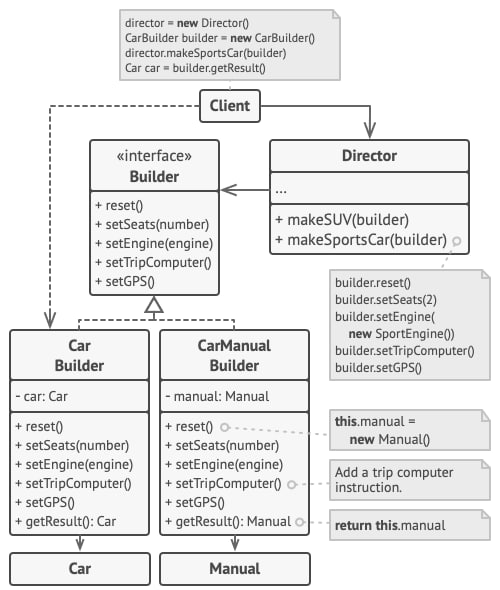 director = new Director()
CarBuilder builder = new CarBuilder()
director.makeSportsCar(builder)
Car car = builder.getResult()
Client
«interface»
Builder
+ reset()
+ setSeats(number)
+ setEngine(engine)
+ setTripComputer()
+ setGPS()
Director
...
+ makeSUV(builder)
+ makeSportsCar(builder)
builder.reset()
builder.setSeats(2)
builder.setEngine(
new SportEngine())
builder.setTripComputer()
builder.setGPS()
Car
Builder
- car: Car
+ reset()
+ setSeats(number)
+ setEngine(engine)
+ setTripComputer()
+ setGPS()
+ getResult(): Car
CarManual
Builder
- manual: Manual
+ reset()
+ setSeats(number)
+ setEngine(engine)
+ setTripComputer()
+ setGPS()
+ getResult(): Manual
this.manual =
new Manual()
Add a trip computer
instruction.
return this.manual
Car
Manual